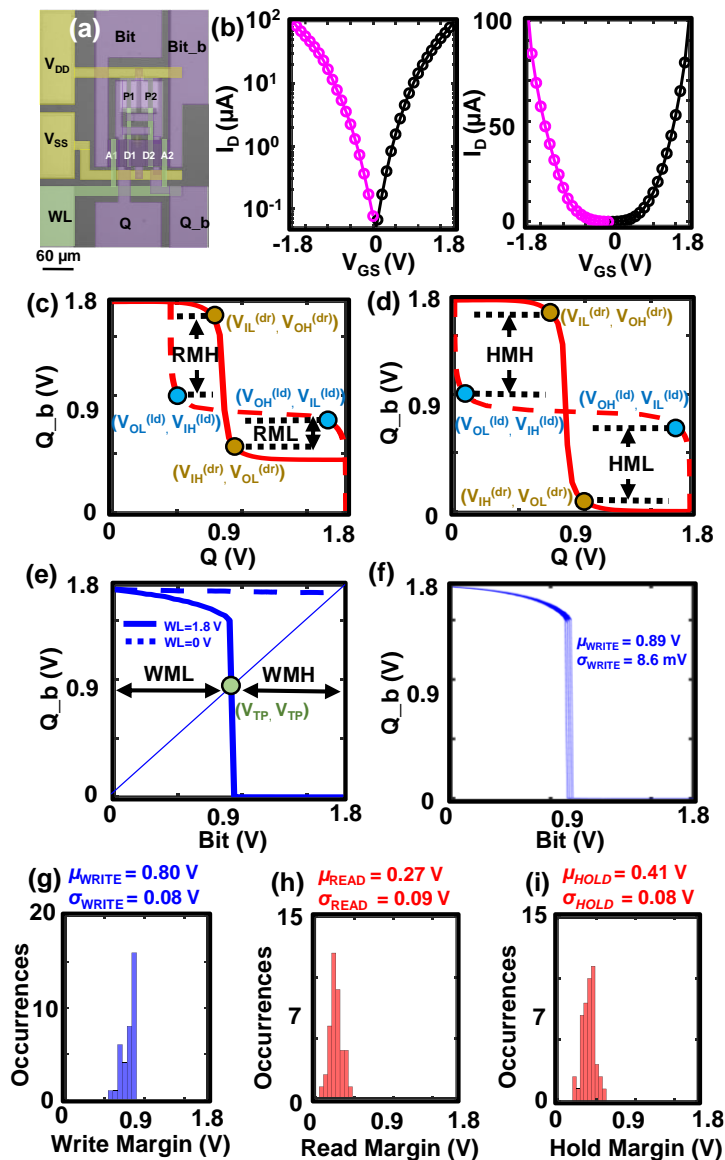 (a)
Bit
Bit_b
V_DD
P1 P2
V_SS
A1 D1 D2 A2
WL
Q
Q_b
60 μm
(b)
I_D (μA)
10²
10¹
10⁰
10⁻¹
-1.8 0 1.8
V_GS (V)
I_D (μA)
100
50
0
-1.8 0 1.8
V_GS (V)
(c)
Q_b (V)
1.8
0.9
0
(V_IL^(dr), V_OH^(dr))
RMH
(V_OH^(ld), V_IL^(ld))
(V_OL^(ld), V_IH^(ld))
RML
(V_IH^(dr), V_OL^(dr))
0 0.9 1.8
Q (V)
(d)
Q_b (V)
1.8
0.9
0
(V_IL^(dr), V_OH^(dr))
HMH
(V_OH^(ld), V_IL^(ld))
(V_OL^(ld), V_IH^(ld))
HML
(V_IH^(dr), V_OL^(dr))
0 0.9 1.8
Q (V)
(e)
Q_b (V)
1.8
0.9
0
WL=1.8 V
WL=0 V
WML WMH
(V_TP, V_TP)
0 0.9 1.8
Bit (V)
(f)
Q_b (V)
1.8
0.9
0
μ_WRITE = 0.89 V
σ_WRITE = 8.6 mV
0 0.9 1.8
Bit (V)
(g)
μ_WRITE = 0.80 V
σ_WRITE = 0.08 V
Occurrences
20
10
0
0 0.9 1.8
Write Margin (V)
(h)
μ_READ = 0.27 V
σ_READ = 0.09 V
Occurrences
15
7
0
0 0.9 1.8
Read Margin (V)
(i)
μ_HOLD = 0.41 V
σ_HOLD = 0.08 V
Occurrences
15
7
0
0 0.9 1.8
Hold Margin (V)